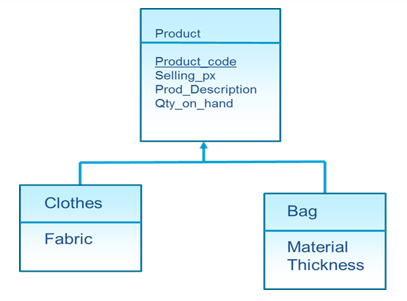 Product
Product_code
Selling_px
Prod_Description
Qty_on_hand
Clothes
Fabric
Bag
Material
Thickness